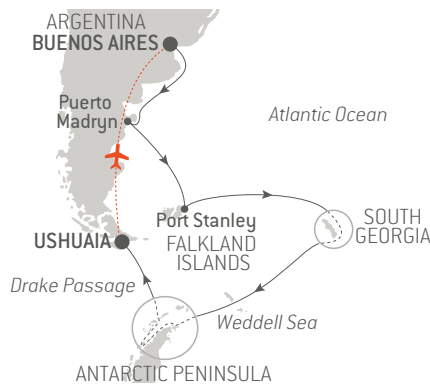 ARGENTINA
BUENOS AIRES
Puerto
Madryn
Atlantic Ocean
Port Stanley
FALKLAND
ISLANDS
SOUTH
GEORGIA
USHUAIA
Drake Passage
Weddell Sea
ANTARCTIC PENINSULA